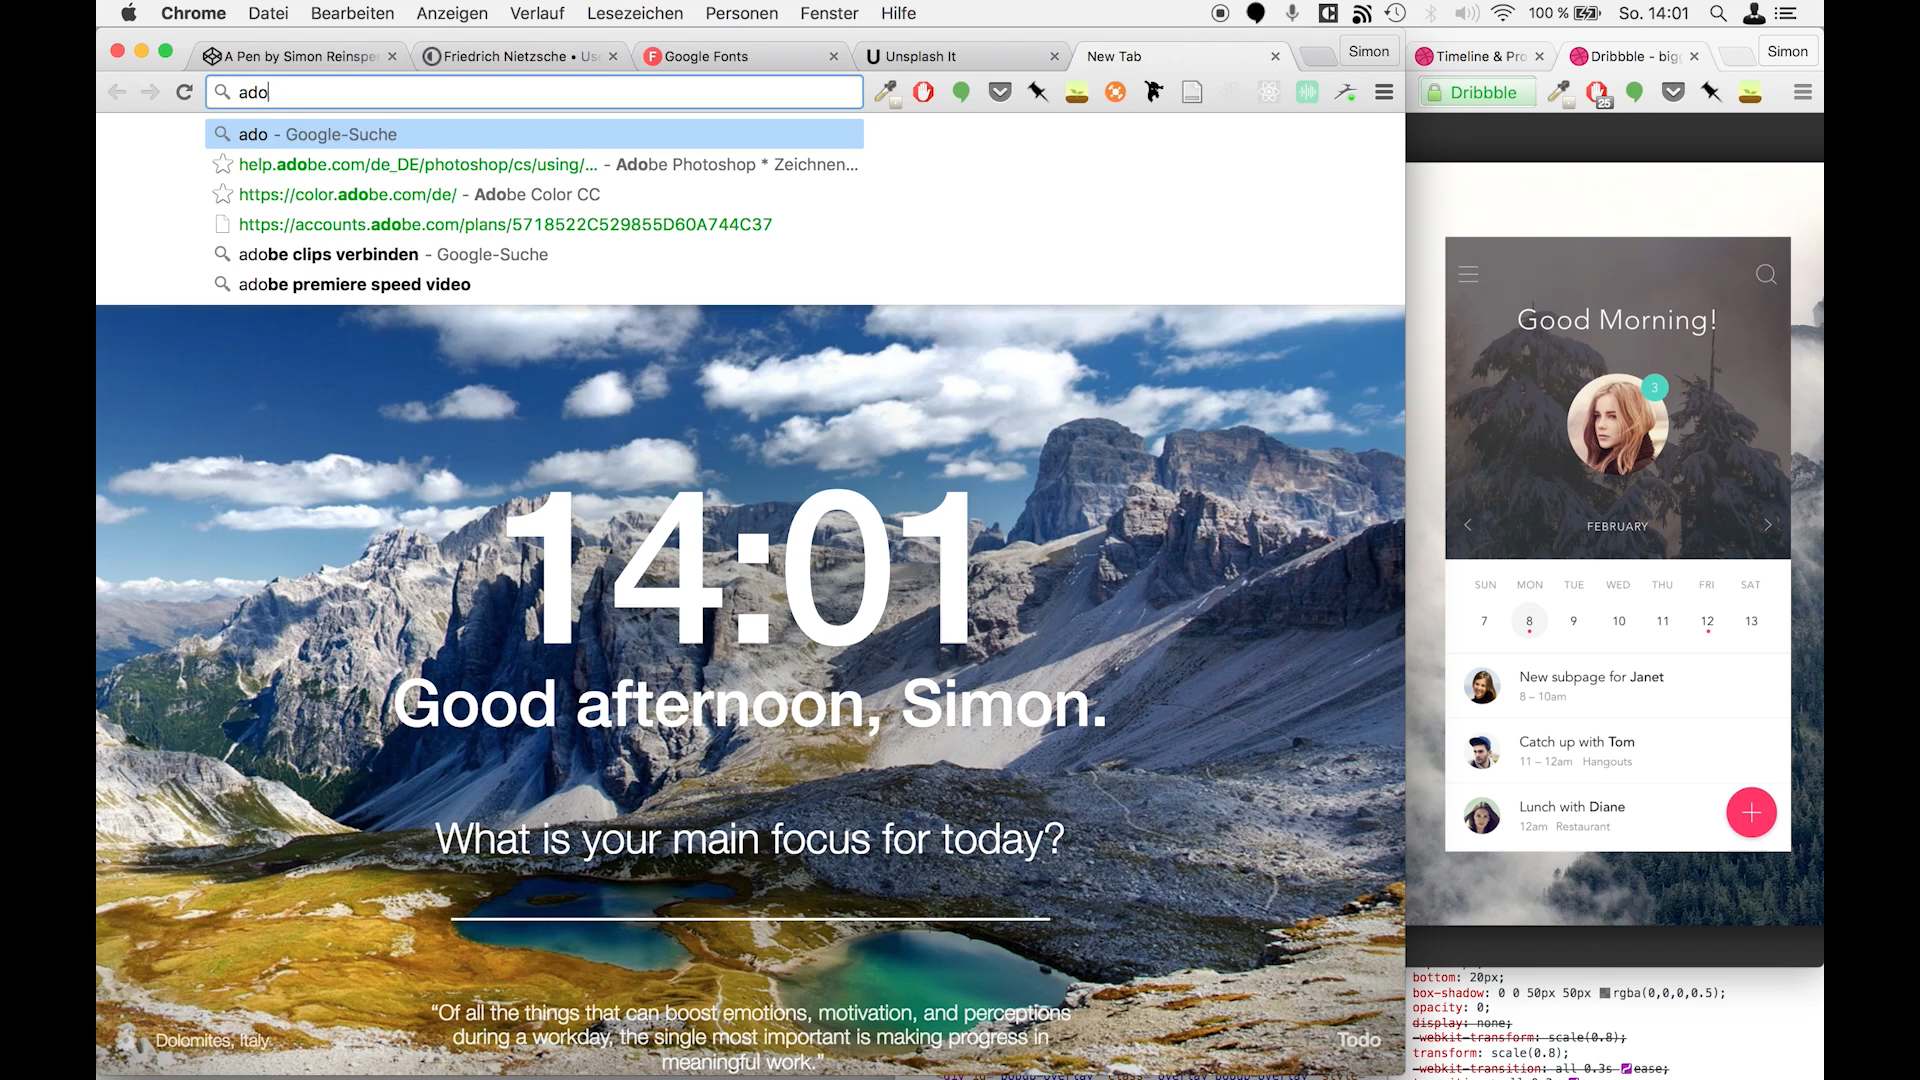 Chrome Datei Bearbeiten Anzeigen Verlauf Lesezeichen Personen Fenster Hilfe 100 % So. 14:01
A Pen by Simon Reinsper Friedrich Nietzsche • Us Google Fonts Unsplash It New Tab Simon
ado
ado - Google-Suche
help.adobe.com/de_DE/photoshop/cs/using/... - Adobe Photoshop * Zeichnen...
https://color.adobe.com/de/ - Adobe Color CC
https://accounts.adobe.com/plans/5718522C529855D60A744C37
adobe clips verbinden - Google-Suche
adobe premiere speed video
14:01
Good afternoon, Simon.
What is your main focus for today?
“Of all the things that can boost emotions, motivation, and perceptions
during a workday, the single most important is making progress in
meaningful work.”
Dolomites, Italy
Todo
Timeline & Pro Dribbble - bigg Simon
Dribbble 25
Good Morning!
3
FEBRUARY
SUN MON TUE WED THU FRI SAT
7 8 9 10 11 12 13
New subpage for Janet
8 – 10am
Catch up with Tom
11 – 12am Hangouts
Lunch with Diane
12am Restaurant
bottom: 20px;
box-shadow: 0 0 50px 50px rgba(0,0,0,0.5);
opacity: 0;
display: none;
-webkit-transform: scale(0.8);
transform: scale(0.8);
-webkit-transition: all 0.3s ease;